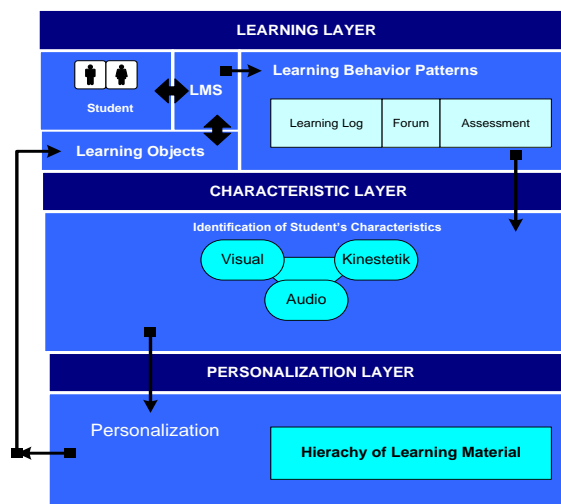 LEARNING LAYER
Student
LMS
Learning Behavior Patterns
Learning Log
Forum
Assessment
Learning Objects
CHARACTERISTIC LAYER
Identification of Student's Characteristics
Visual
Kinestetik
Audio
PERSONALIZATION LAYER
Personalization
Hierachy of Learning Material